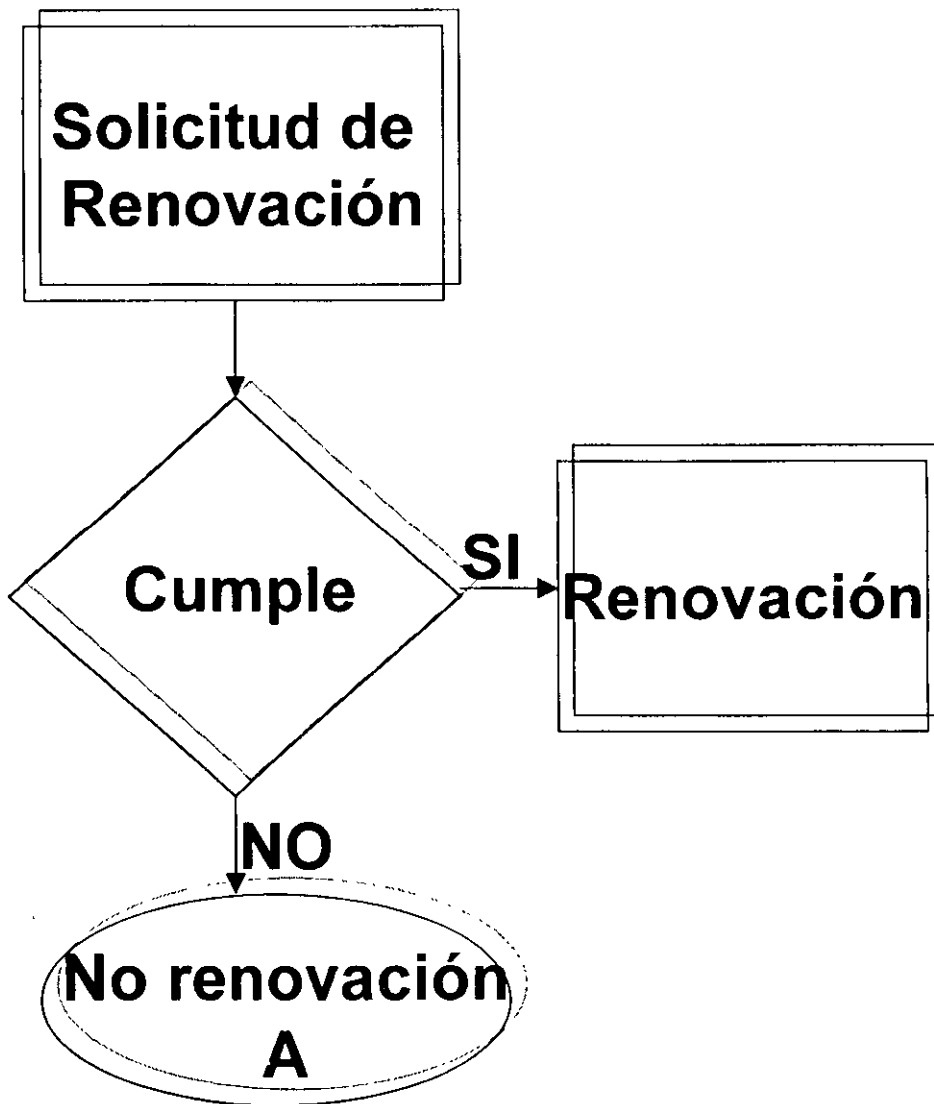 Solicitud de
Renovación
Cumple
SI
Renovación
NO
No renovación
A